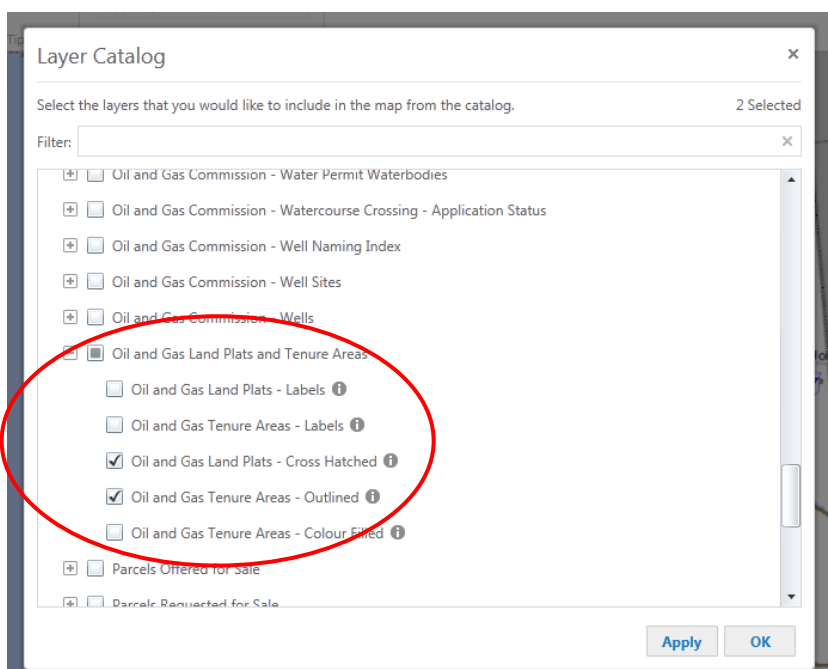 Tip
Layer Catalog
Select the layers that you would like to include in the map from the catalog. 2 Selected
Filter:
Oil and Gas Commission - Water Permit Waterbodies
Oil and Gas Commission - Watercourse Crossing - Application Status
Oil and Gas Commission - Well Naming Index
Oil and Gas Commission - Well Sites
Oil and Gas Commission - Wells
Oil and Gas Land Plats and Tenure Areas
Oil and Gas Land Plats - Labels
Oil and Gas Tenure Areas - Labels
Oil and Gas Land Plats - Cross Hatched
Oil and Gas Tenure Areas - Outlined
Oil and Gas Tenure Areas - Colour Filled
Parcels Offered for Sale
Parcels Requested for Sale
Apply OK